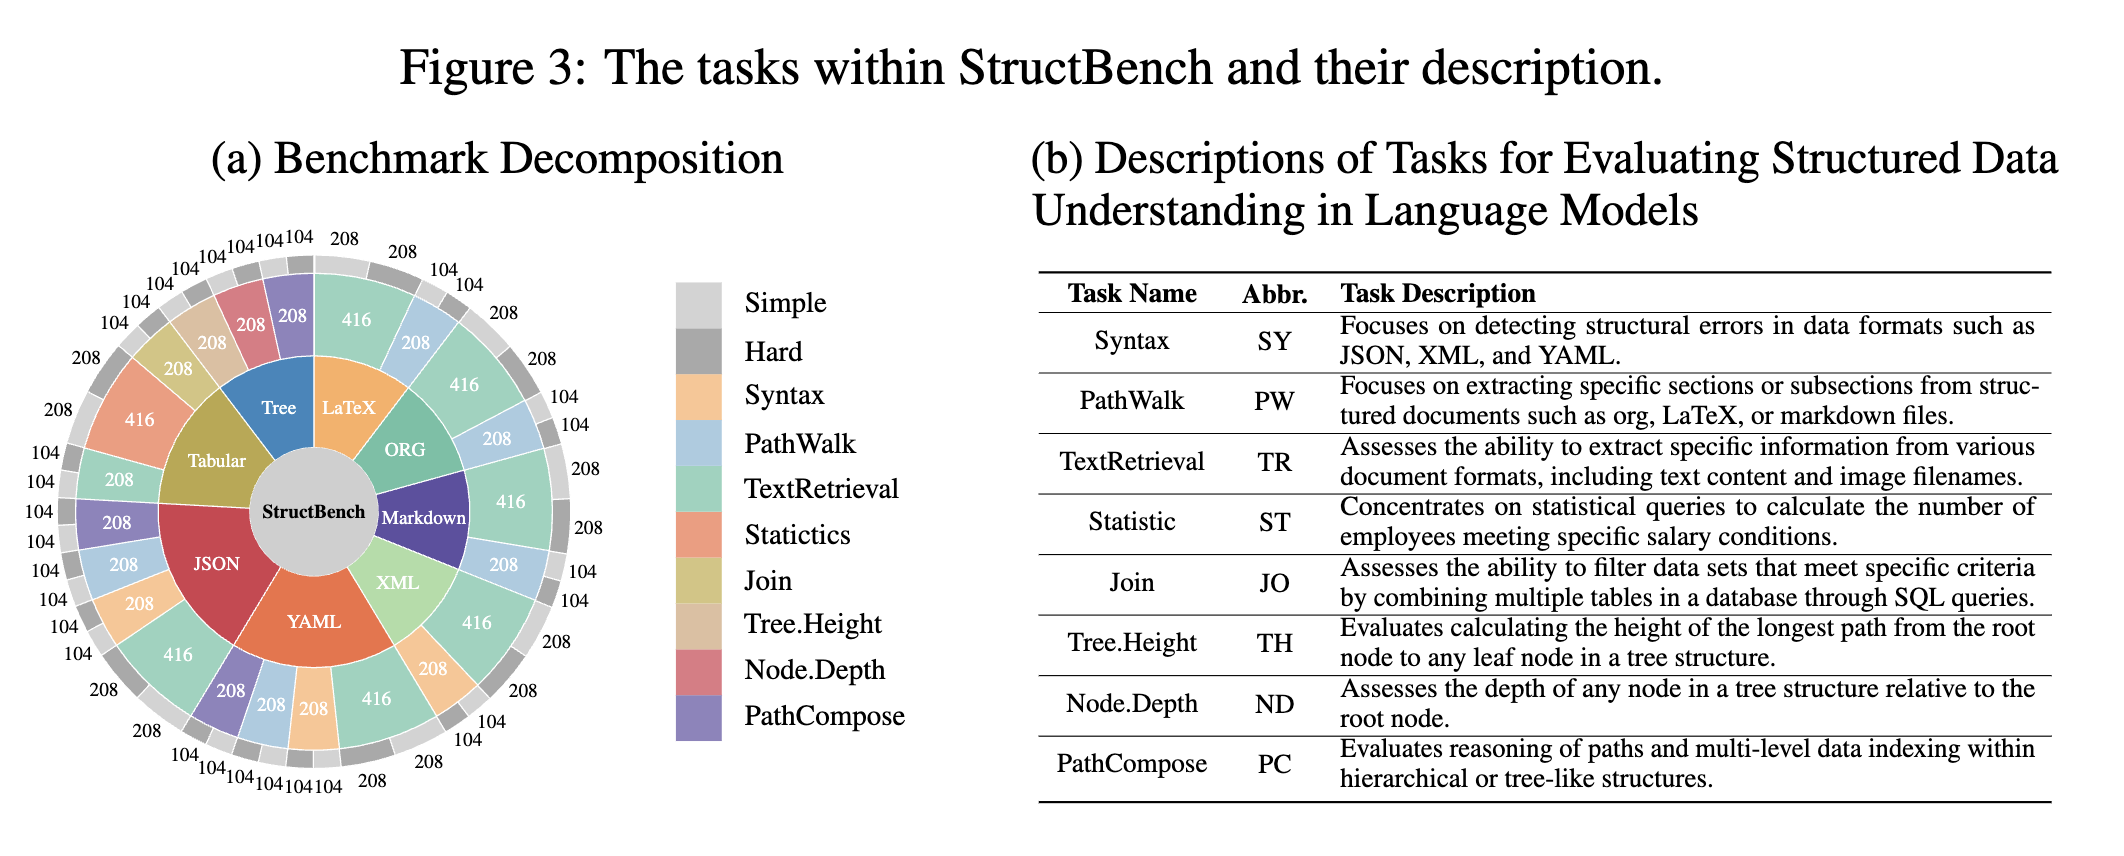 Figure 3: The tasks within StructBench and their description.
(a) Benchmark Decomposition
208
208
104
104
208
208
104
104
208
208
104
104
208
208
104
104
208
208
104
104
104
104
104
104
208
208
104
104
104
104
104
104
104
104
208
208
104
104
104
104
104
104
104
104
416
208
416
208
416
208
416
208
416
208
208
208
416
208
208
208
208
416
208
208
208
208
LaTeX
ORG
Markdown
XML
YAML
JSON
Tabular
Tree
StructBench
Simple
Hard
Syntax
PathWalk
TextRetrieval
Statictics
Join
Tree.Height
Node.Depth
PathCompose
(b) Descriptions of Tasks for Evaluating Structured Data
Understanding in Language Models
Task Name Abbr. Task Description
Syntax SY Focuses on detecting structural errors in data formats such as
JSON, XML, and YAML.
PathWalk PW Focuses on extracting specific sections or subsections from struc-
tured documents such as org, LaTeX, or markdown files.
TextRetrieval TR Assesses the ability to extract specific information from various
document formats, including text content and image filenames.
Statistic ST Concentrates on statistical queries to calculate the number of
employees meeting specific salary conditions.
Join JO Assesses the ability to filter data sets that meet specific criteria
by combining multiple tables in a database through SQL queries.
Tree.Height TH Evaluates calculating the height of the longest path from the root
node to any leaf node in a tree structure.
Node.Depth ND Assesses the depth of any node in a tree structure relative to the
root node.
PathCompose PC Evaluates reasoning of paths and multi-level data indexing within
hierarchical or tree-like structures.